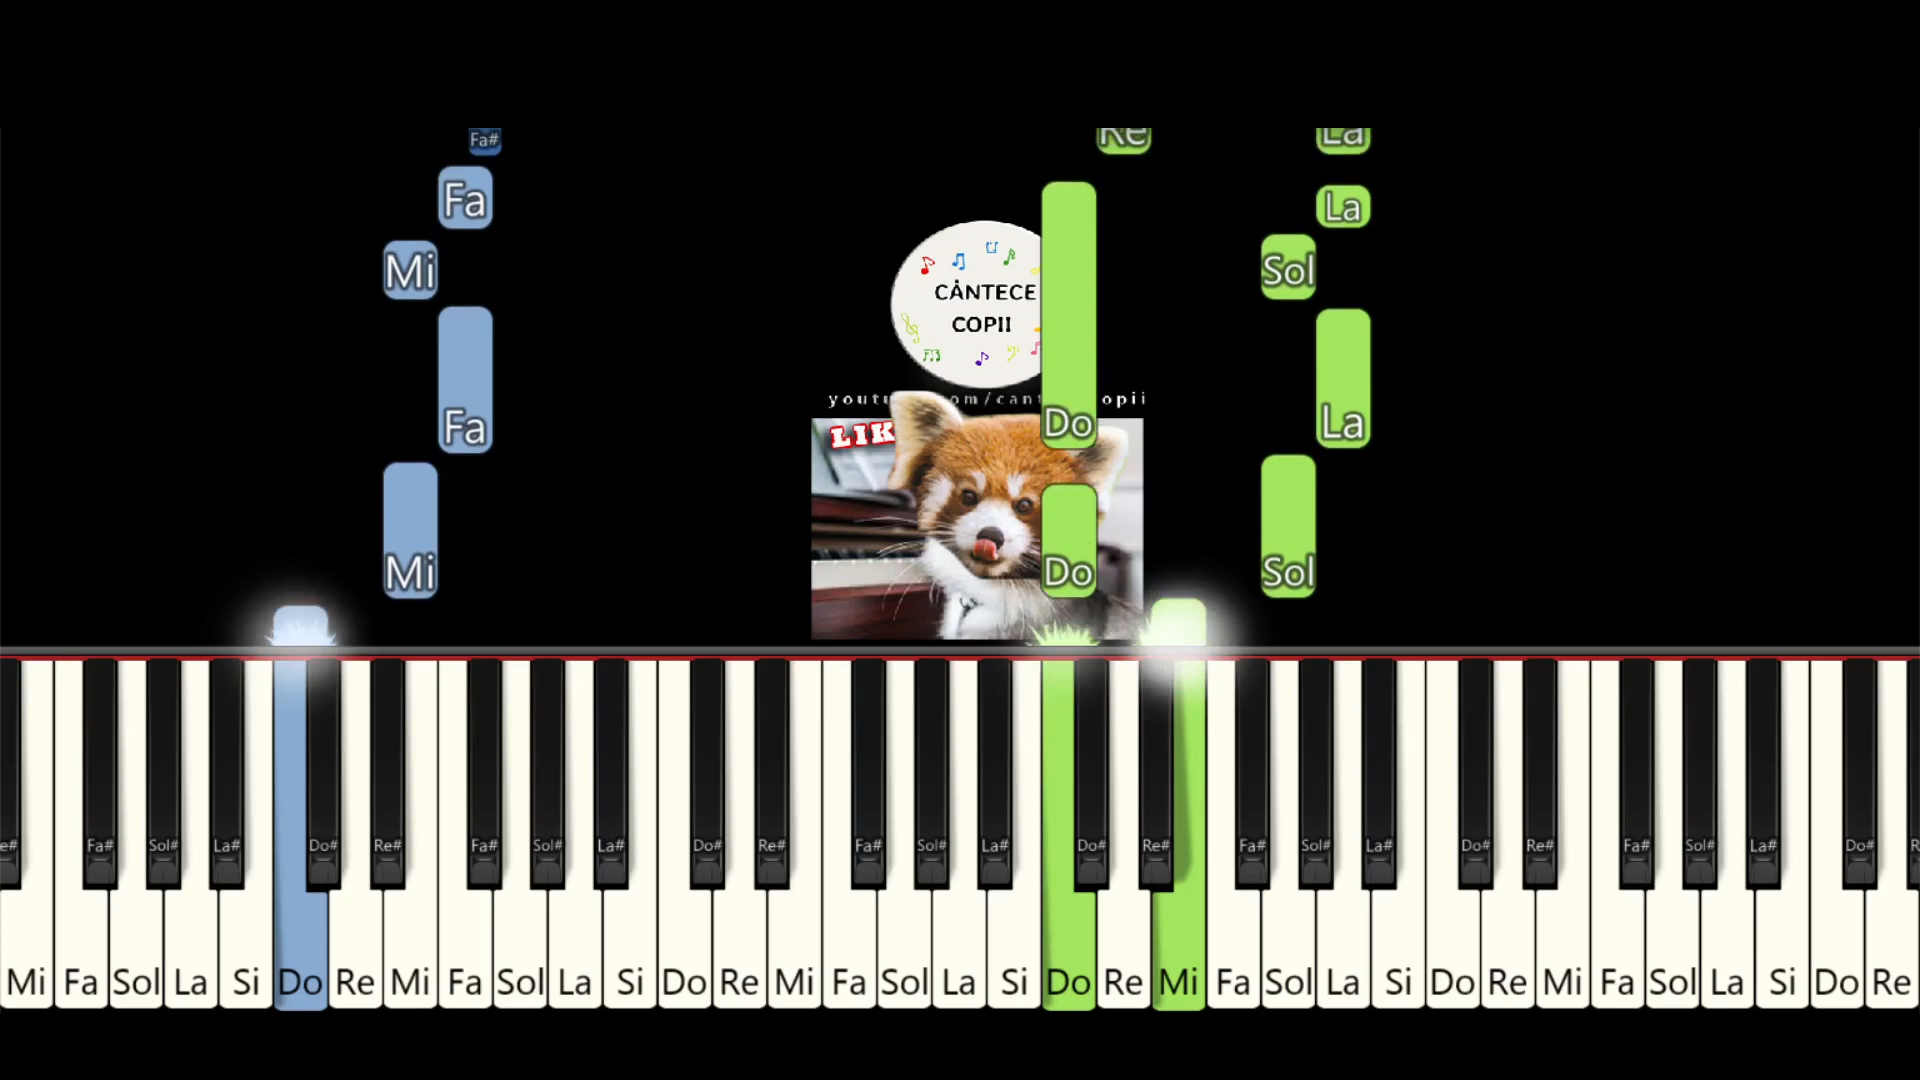 Fa# Re La
Fa La
Mi Sol
CÂNTECE
COPII
Fa Do La
LIK
Mi Do Sol
Fa# Sol# La# Do# Re# Fa# Sol# La# Do# Re# Fa# Sol# La# Do# Re# Fa# Sol# La# Do# Re# Fa# Sol# La# Do#
Mi Fa Sol La Si Do Re Mi Fa Sol La Si Do Re Mi Fa Sol La Si Do Re Mi Fa Sol La Si Do Re Mi Fa Sol La Si Do Re